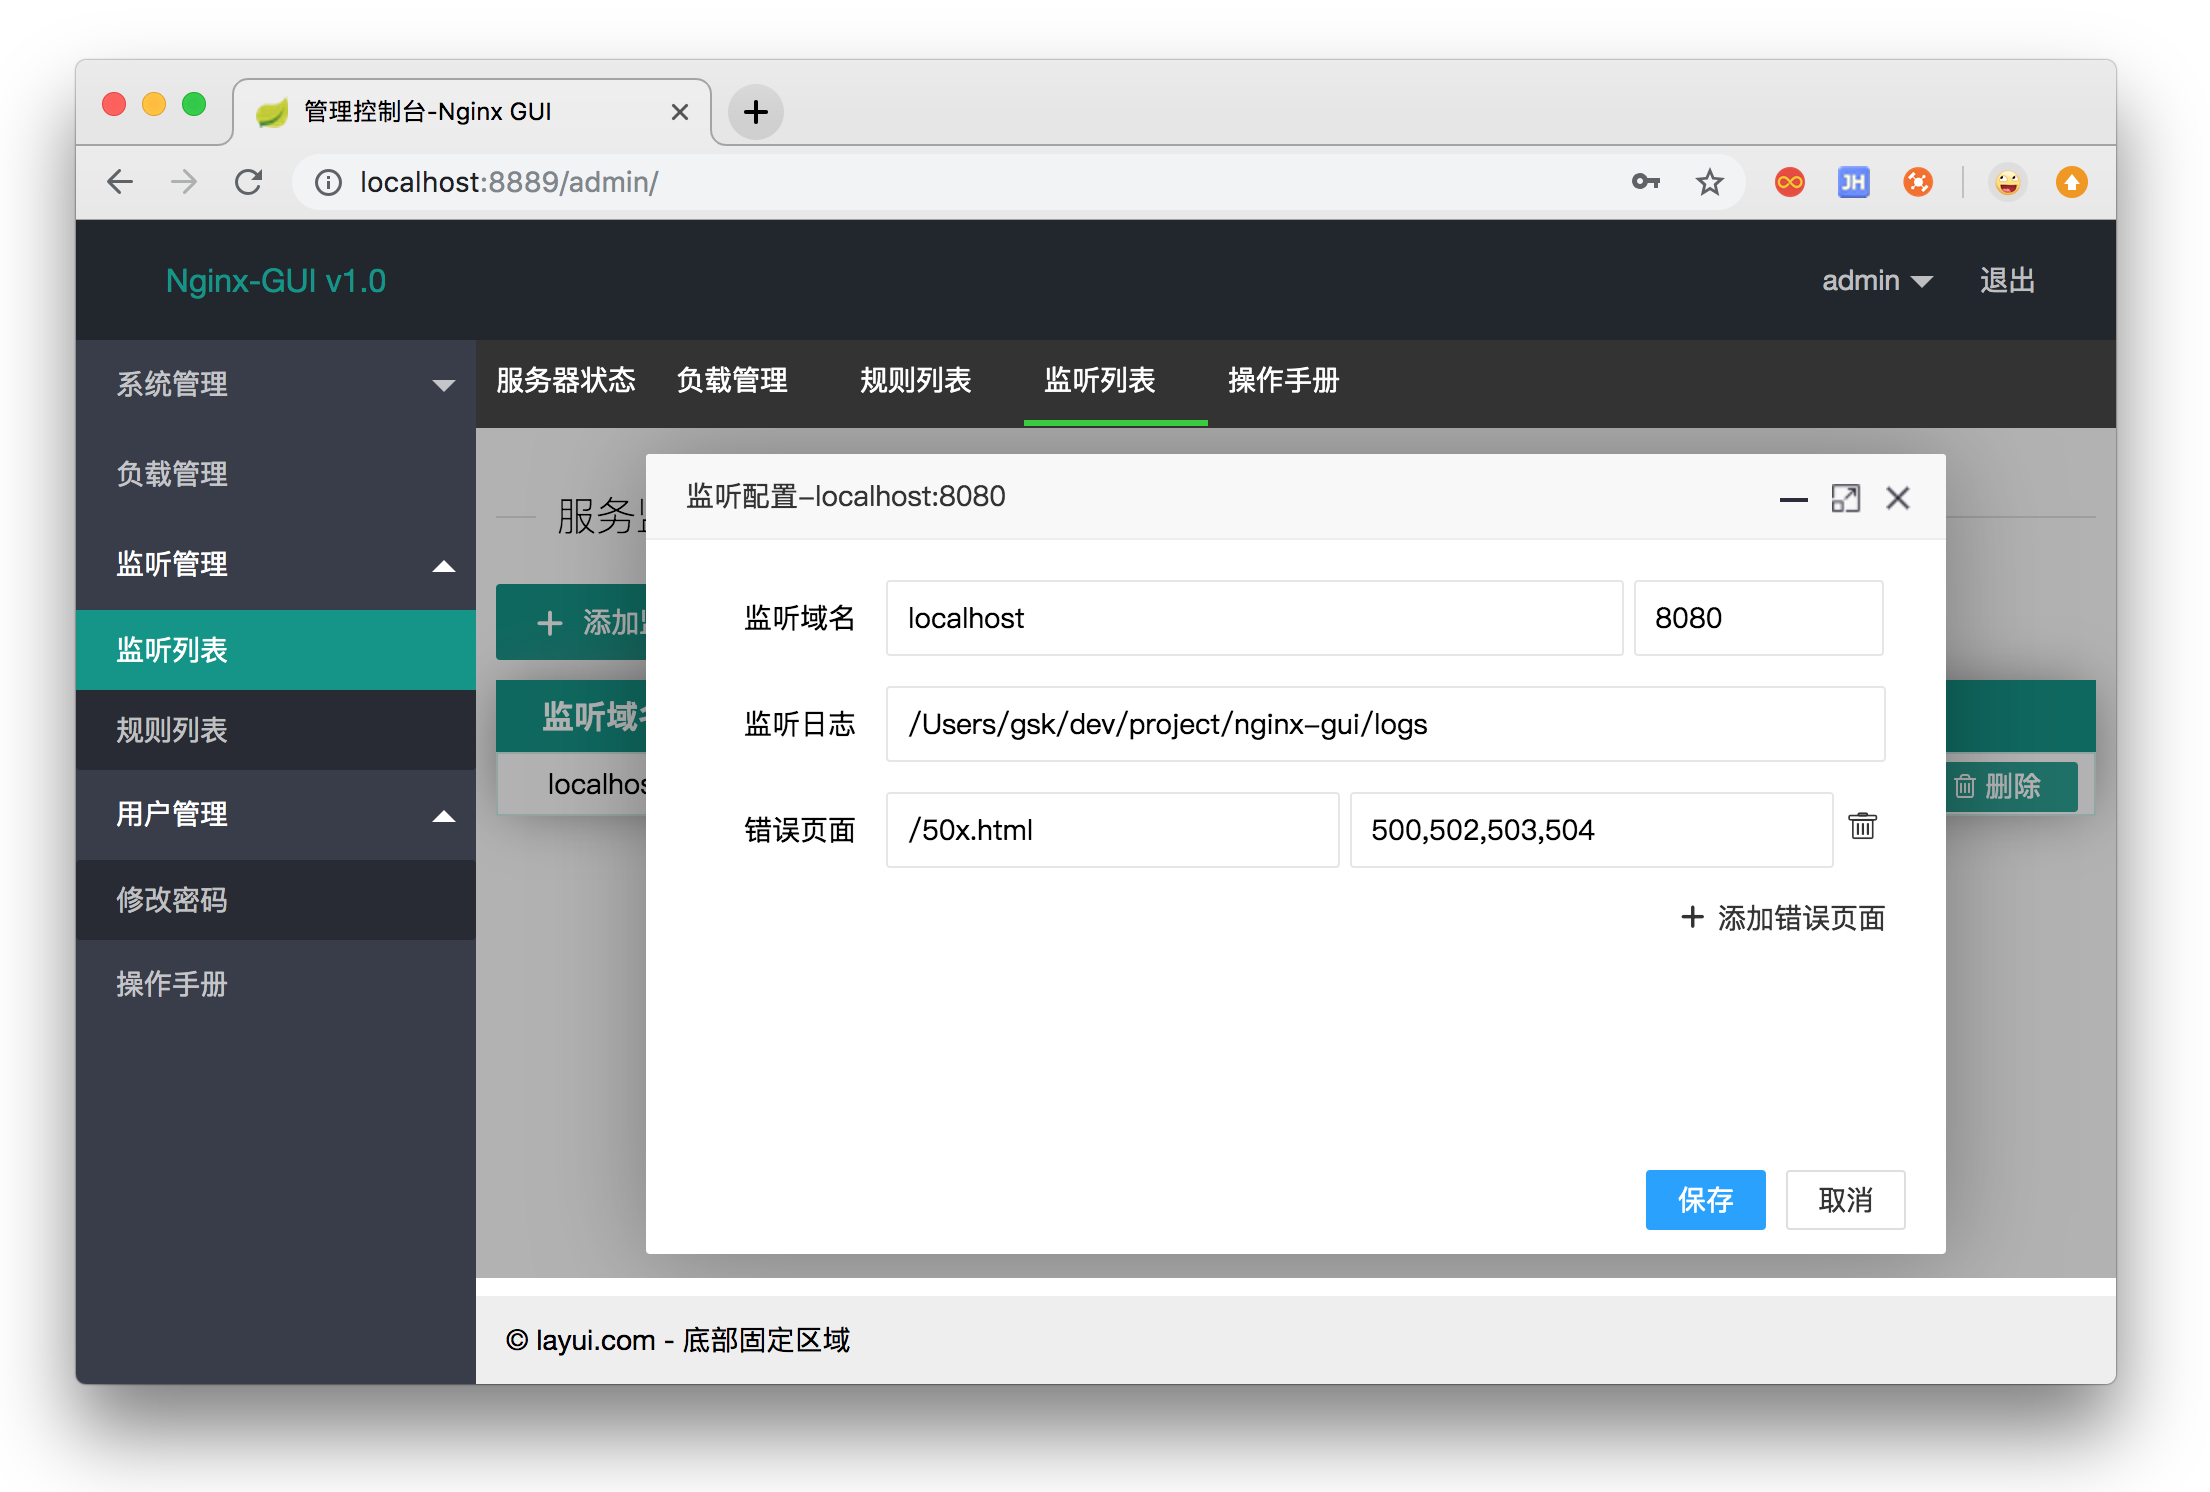 管理控制台-Nginx GUI
localhost:8889/admin/
JH
Nginx-GUI v1.0
admin
退出
系统管理
负载管理
监听管理
监听列表
规则列表
用户管理
修改密码
操作手册
服务器状态 负载管理 规则列表 监听列表 操作手册
服务
添加
监听域
localhos
删除
监听配置-localhost:8080
监听域名 localhost 8080
监听日志 /Users/gsk/dev/project/nginx-gui/logs
错误页面 /50x.html 500,502,503,504
+ 添加错误页面
保存 取消
© layui.com - 底部固定区域